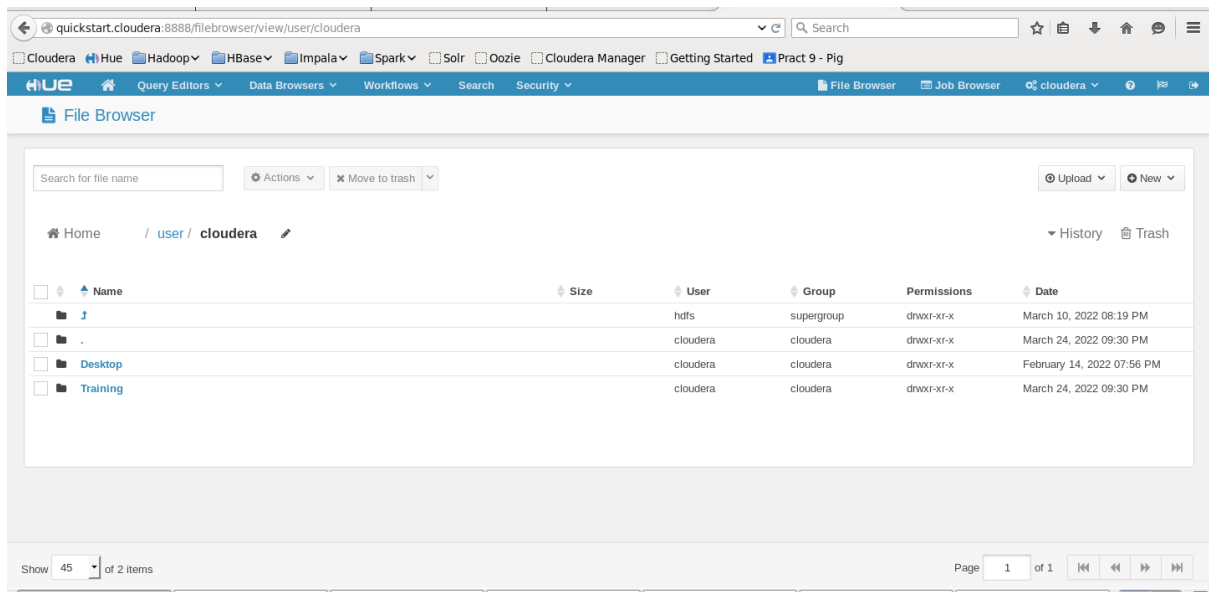 quickstart.cloudera:8888/filebrowser/view/user/cloudera Search
Cloudera Hue Hadoop HBase Impala Spark Solr Oozie Cloudera Manager Getting Started Pract 9 - Pig
HUE Query Editors Data Browsers Workflows Search Security File Browser Job Browser cloudera
File Browser
Search for file name Actions Move to trash Upload New
Home / user / cloudera History Trash
Name Size User Group Permissions Date
hdfs supergroup drwxr-xr-x March 10, 2022 08:19 PM
. cloudera cloudera drwxr-xr-x March 24, 2022 09:30 PM
Desktop cloudera cloudera drwxr-xr-x February 14, 2022 07:56 PM
Training cloudera cloudera drwxr-xr-x March 24, 2022 09:30 PM
Show 45 of 2 items Page 1 of 1